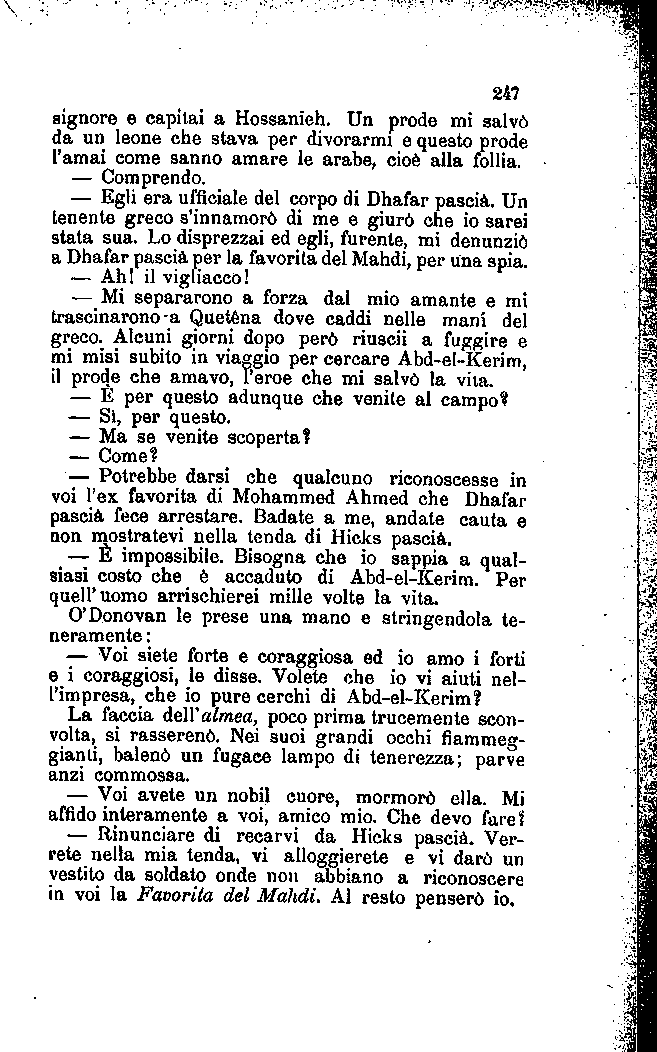 247
signore e capitai a Hossanieh. Un prode mi salvò
da un leone che stava per divorarmi e questo prode
l'amai come sanno amare le arabe, cioè alla follia.
— Comprendo.
— Egli era ufficiale del corpo di Dhafar pascià. Un
tenente greco s'innamorò di me e giurò che io sarei
stata sua. Lo disprezzai ed egli, furente, mi denunziò
a Dhafar pascià per la favorita del Mahdi, per una spia.
— Ah! il vigliacco!
— Mi separarono a forza dal mio amante e mi
trascinarono a Quetêna dove caddi nelle mani del
greco. Alcuni giorni dopo però riuscii a fuggire e
mi misi subito in viaggio per cercare Abd-el-Kerim,
il prode che amavo, l'eroe che mi salvò la vita.
— È per questo adunque che venite al campo?
— Sì, per questo.
— Ma se venite scoperta?
— Come?
— Potrebbe darsi che qualcuno riconoscesse in
voi l'ex favorita di Mohammed Ahmed che Dhafar
pascià fece arrestare. Badate a me, andate cauta e
non mostratevi nella tenda di Hicks pascià.
— È impossibile. Bisogna che io sappia a qual-
siasi costo che è accaduto di Abd-el-Kerim. Per
quell'uomo arrischierei mille volte la vita.
O'Donovan le prese una mano e stringendola te-
neramente:
— Voi siete forte e coraggiosa ed io amo i forti
e i coraggiosi, le disse. Volete che io vi aiuti nel-
l'impresa, che io pure cerchi di Abd-el-Kerim?
La faccia dell'almea, poco prima trucemente scon-
volta, si rasserenò. Nei suoi grandi occhi fiammeg-
gianti, balenò un fugace lampo di tenerezza; parve
anzi commossa.
— Voi avete un nobil cuore, mormorò ella. Mi
affido interamente a voi, amico mio. Che devo fare?
— Rinunciare di recarvi da Hicks pascià. Ver-
rete nella mia tenda, vi alloggierete e vi darò un
vestito da soldato onde non abbiano a riconoscere
in voi la Favorita del Mahdi. Al resto penserò io.